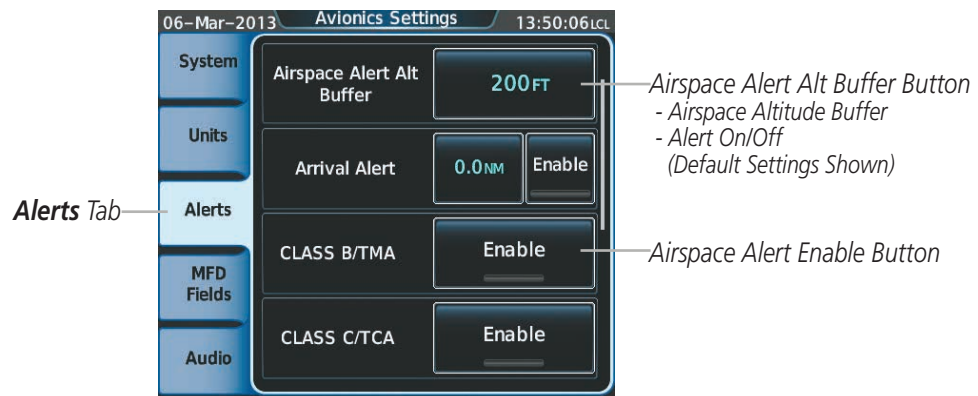 06–Mar–2013
Avionics Settings
13:50:06LCL
System
Units
Alerts
MFD
Fields
Audio
Airspace Alert Alt
Buffer
200FT
Arrival Alert
0.0NM
Enable
CLASS B/TMA
Enable
CLASS C/TCA
Enable
Alerts Tab
Airspace Alert Alt Buffer Button
- Airspace Altitude Buffer
- Alert On/Off
(Default Settings Shown)
Airspace Alert Enable Button